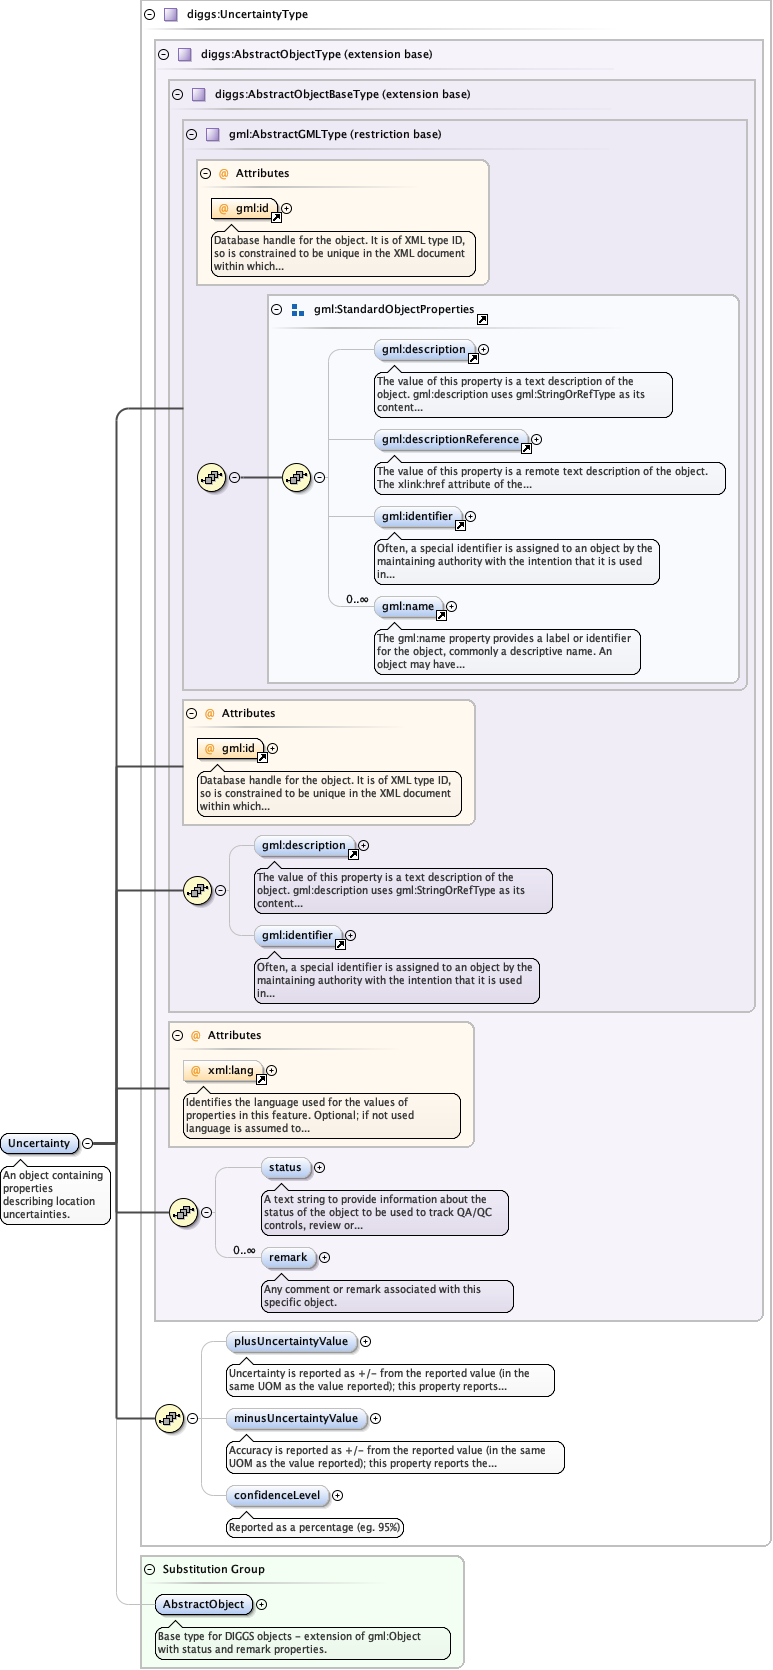 diggs:UncertaintyType
diggs:AbstractObjectType (extension base)
diggs:AbstractObjectBaseType (extension base)
gml:AbstractGMLType (restriction base)
@ Attributes
@ gml:id
Database handle for the object. It is of XML type ID,
so is constrained to be unique in the XML document
within which...
gml:StandardObjectProperties
gml:description
The value of this property is a text description of the
object. gml:description uses gml:StringOrRefType as its
content...
gml:descriptionReference
The value of this property is a remote text description of the object.
The xlink:href attribute of the...
gml:identifier
Often, a special identifier is assigned to an object by the
maintaining authority with the intention that it is used
in...
0..∞
gml:name
The gml:name property provides a label or identifier
for the object, commonly a descriptive name. An
object may have...
@ Attributes
@ gml:id
Database handle for the object. It is of XML type ID,
so is constrained to be unique in the XML document
within which...
gml:description
The value of this property is a text description of the
object. gml:description uses gml:StringOrRefType as its
content...
gml:identifier
Often, a special identifier is assigned to an object by the
maintaining authority with the intention that it is used
in...
@ Attributes
@ xml:lang
Identifies the language used for the values of
properties in this feature. Optional; if not used
language is assumed to...
Uncertainty
An object containing
properties
describing location
uncertainties.
status
A text string to provide information about the
status of the object to be used to track QA/QC
controls, review or...
0..∞
remark
Any comment or remark associated with this
specific object.
plusUncertaintyValue
Uncertainty is reported as +/- from the reported value (in the
same UOM as the value reported); this property reports...
minusUncertaintyValue
Accuracy is reported as +/- from the reported value (in the same
UOM as the value reported); this property reports the...
confidenceLevel
Reported as a percentage (eg. 95%)
Substitution Group
AbstractObject
Base type for DIGGS objects - extension of gml:Object
with status and remark properties.